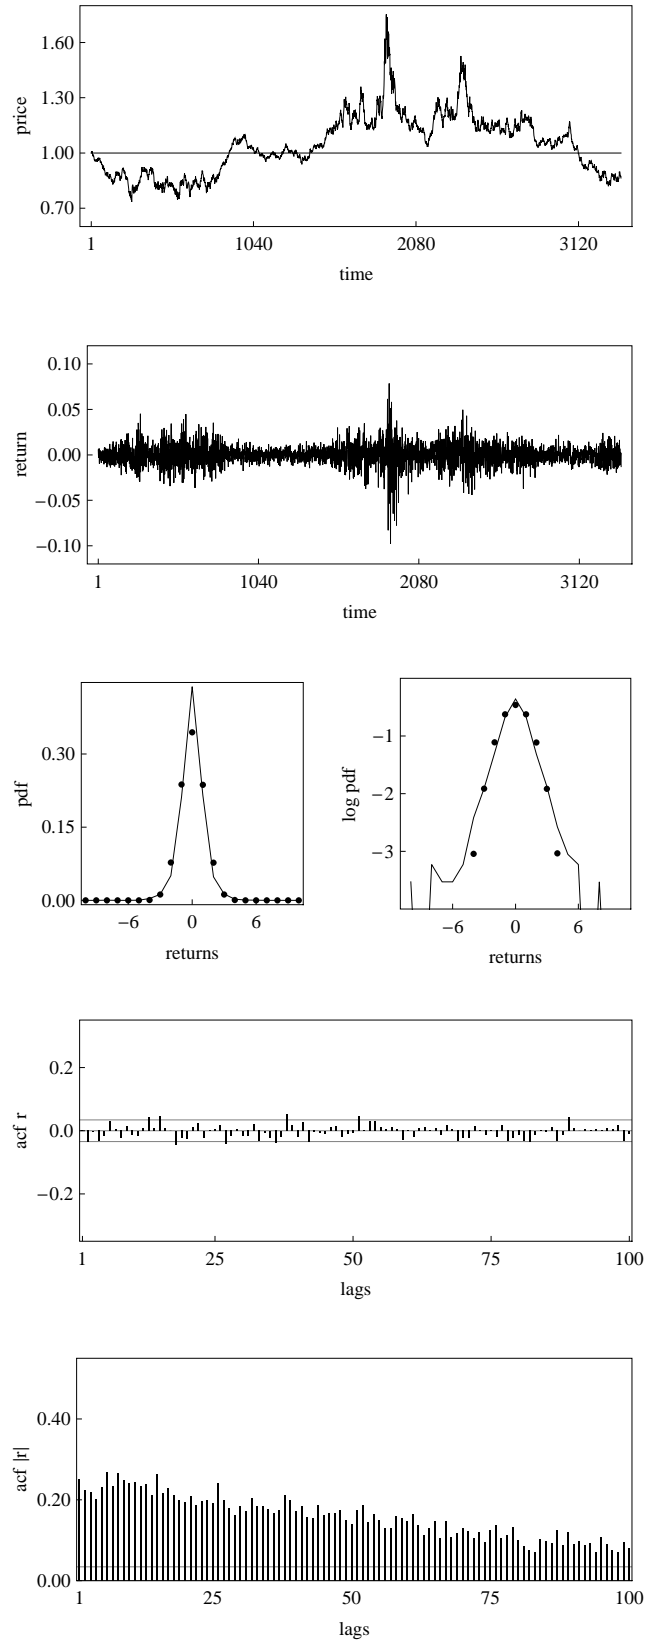 price
1.60
1.30
1.00
0.70
1 1040 2080 3120
time
return
0.10
0.05
0.00
−0.05
−0.10
1 1040 2080 3120
time
pdf
0.30
0.15
0.00
−6 0 6
returns
log pdf
−1
−2
−3
−6 0 6
returns
acf r
0.2
0.0
−0.2
1 25 50 75 100
lags
acf |r|
0.40
0.20
0.00
1 25 50 75 100
lags